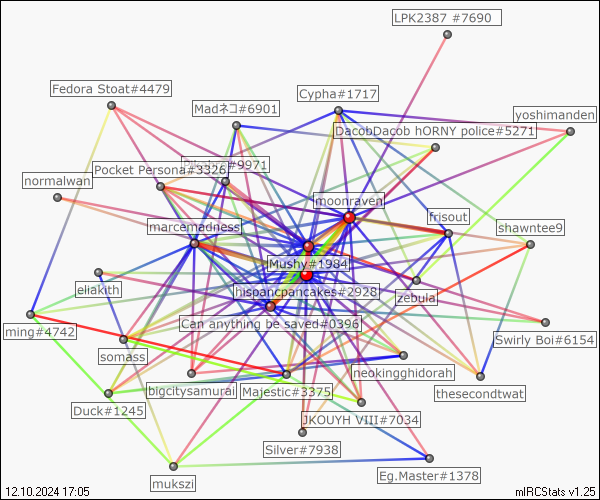 LPK2387 #7690
Fedora Stoat#4479
Cypha#1717
Madネコ#6901
yoshimanden
DacobDacob hORNY police#5271
#9971
Pocket Persona#3326
normalwan
moonraven
frisout
marcemadness
shawntee9
Mushy#1984
eliakith
hispancpancakes#2928
zebula
Can anything be saved#0396
ming#4742
Swirly Boi#6154
somass
neokingghidorah
bigcitysamurai
Majestic#3375
thesecondtwat
Duck#1245
JKOUYH VIII#7034
Silver#7938
Eg.Master#1378
mukszi
12.10.2024 17:05
mIRCStats v1.25